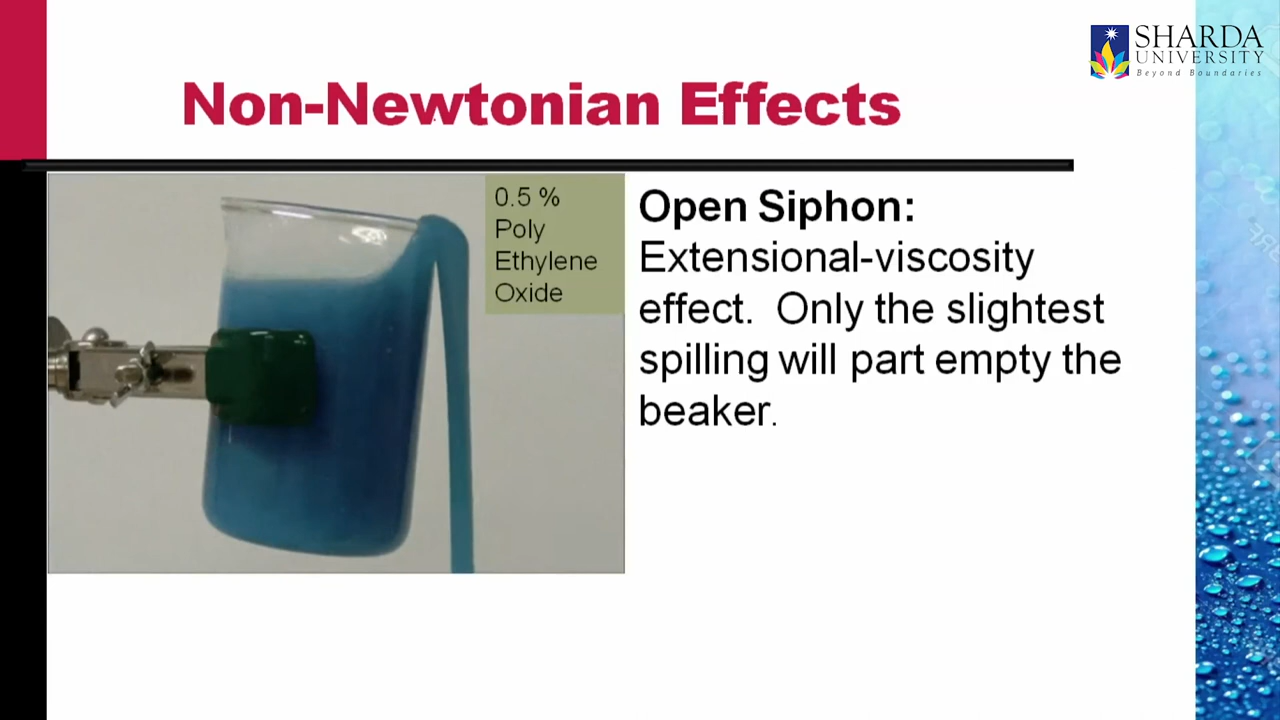 SHARDA
UNIVERSITY
Beyond Boundaries
Non-Newtonian Effects
0.5 %
Poly
Ethylene
Oxide
Open Siphon:
Extensional-viscosity
effect. Only the slightest
spilling will part empty the
beaker.